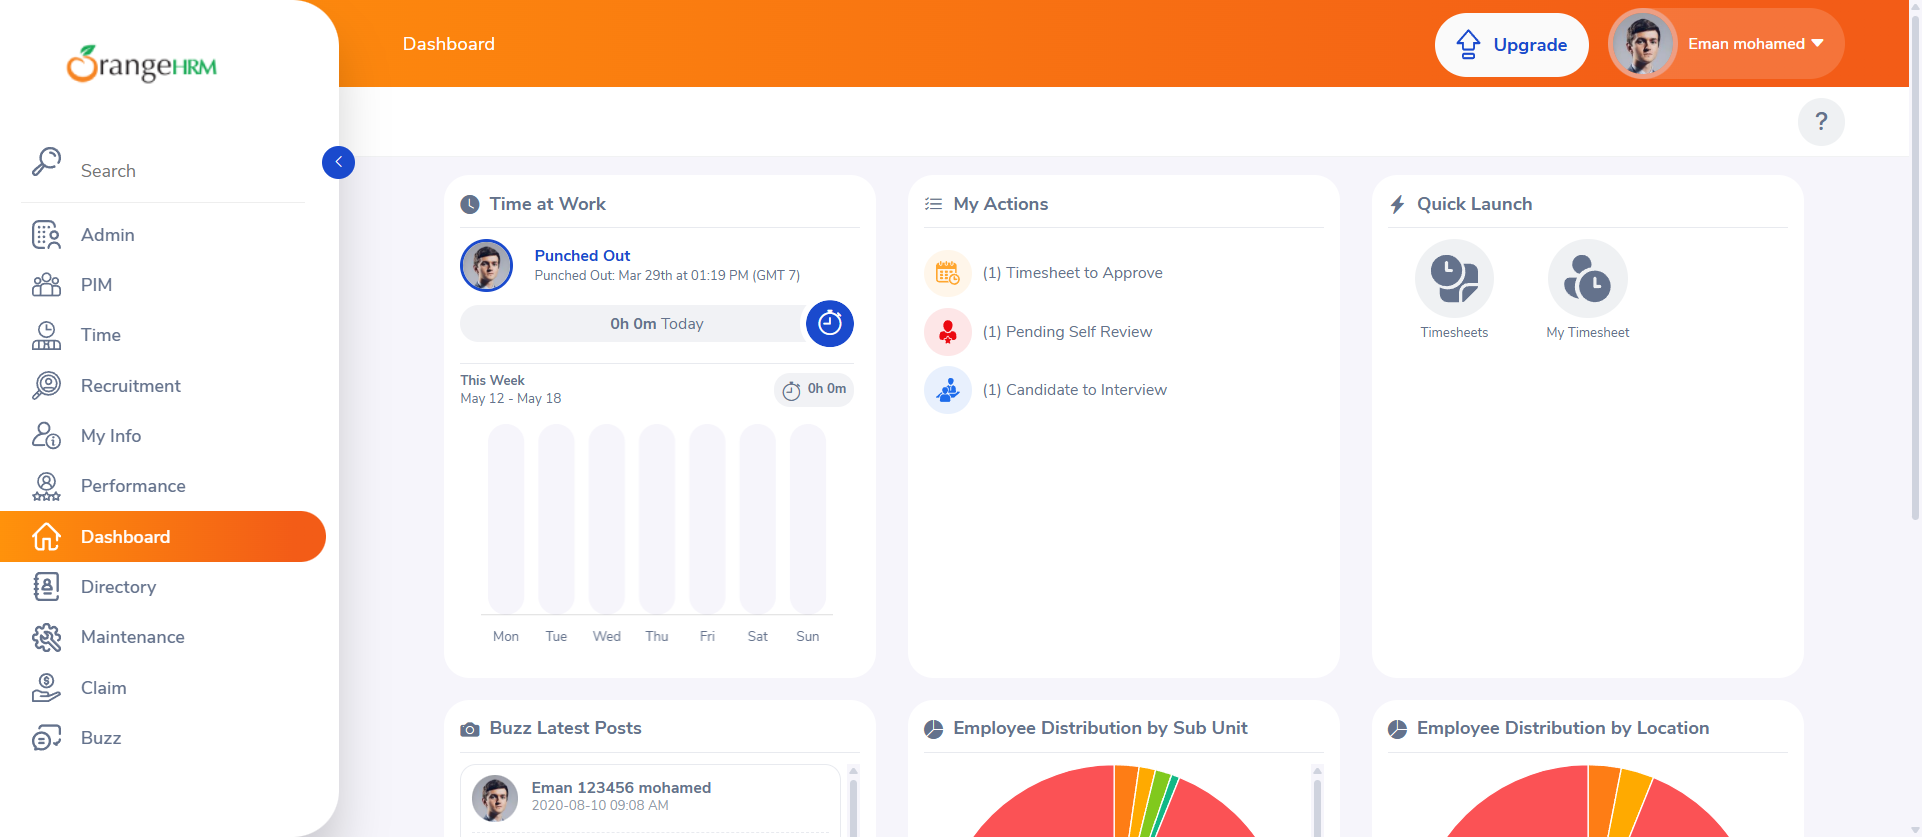 OrangeHRM
Search
Admin
PIM
Time
Recruitment
My Info
Performance
Dashboard
Directory
Maintenance
Claim
Buzz
Dashboard
Upgrade
Eman mohamed
?
Time at Work
Punched Out
Punched Out: Mar 29th at 01:19 PM (GMT 7)
0h 0m Today
This Week
May 12 - May 18
0h 0m
Mon Tue Wed Thu Fri Sat Sun
My Actions
(1) Timesheet to Approve
(1) Pending Self Review
(1) Candidate to Interview
Quick Launch
Timesheets
My Timesheet
Buzz Latest Posts
Eman 123456 mohamed
2020-08-10 09:08 AM
Employee Distribution by Sub Unit
Employee Distribution by Location